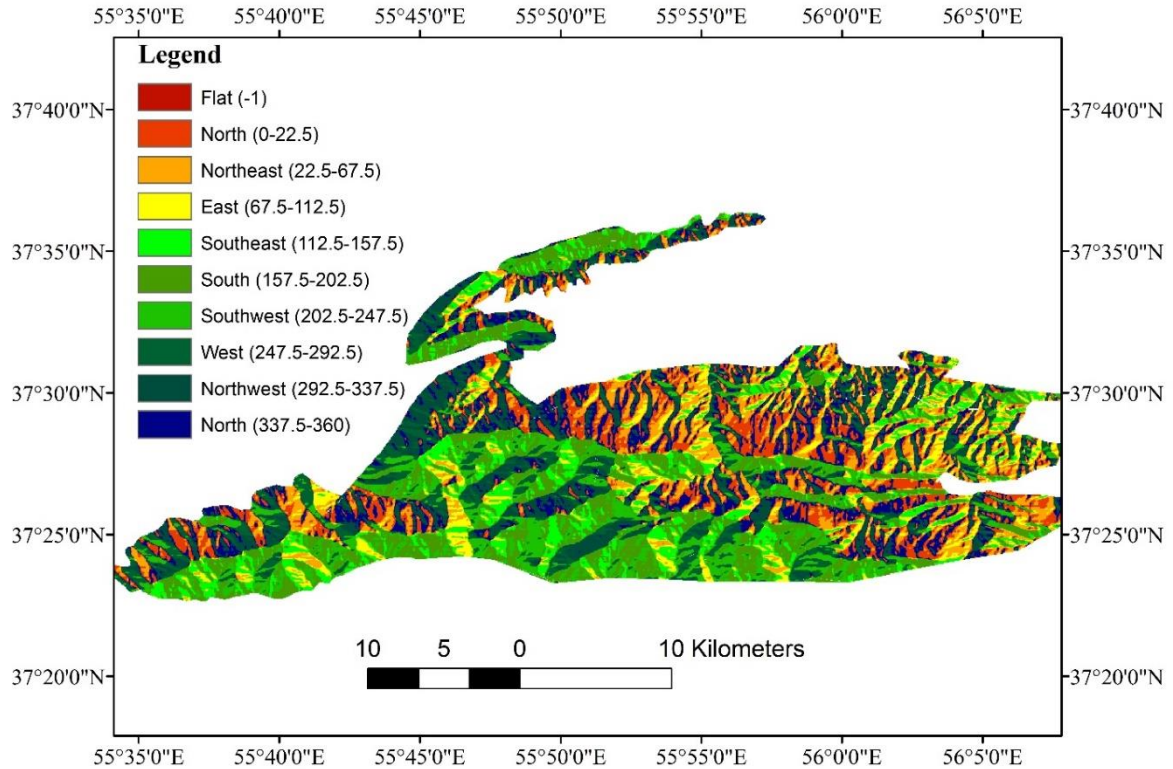 55°35'0"E 55°40'0"E 55°45'0"E 55°50'0"E 55°55'0"E 56°0'0"E 56°5'0"E
Legend
Flat (-1)
37°40'0"N 37°40'0"N
North (0-22.5)
Northeast (22.5-67.5)
East (67.5-112.5)
Southeast (112.5-157.5)
37°35'0"N 37°35'0"N
South (157.5-202.5)
Southwest (202.5-247.5)
West (247.5-292.5)
Northwest (292.5-337.5)
37°30'0"N 37°30'0"N
North (337.5-360)
37°25'0"N 37°25'0"N
10 5 0 10 Kilometers
37°20'0"N 37°20'0"N
55°35'0"E 55°40'0"E 55°45'0"E 55°50'0"E 55°55'0"E 56°0'0"E 56°5'0"E